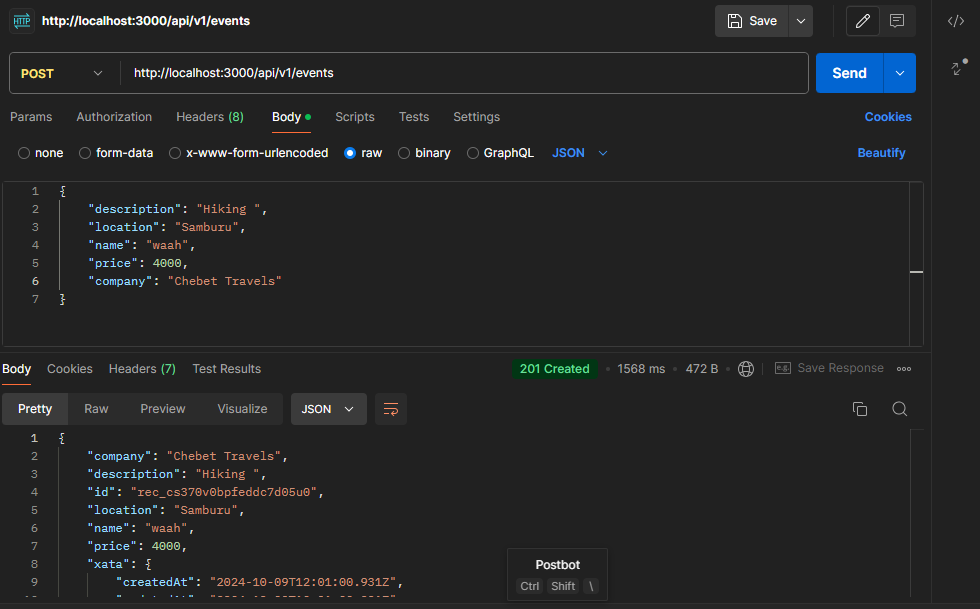 HTTP http://localhost:3000/api/v1/events Save
POST http://localhost:3000/api/v1/events Send
Params Authorization Headers (8) Body Scripts Tests Settings Cookies
none form-data x-www-form-urlencoded raw binary GraphQL JSON Beautify
1 {
2 "description": "Hiking ",
3 "location": "Samburu",
4 "name": "waah",
5 "price": 4000,
6 "company": "Chebet Travels"
7 }
Body Cookies Headers (7) Test Results 201 Created 1568 ms 472 B e.g. Save Response
Pretty Raw Preview Visualize JSON
1 {
2 "company": "Chebet Travels",
3 "description": "Hiking ",
4 "id": "rec_cs370v0bpfeddc7d05u0",
5 "location": "Samburu",
6 "name": "waah",
7 "price": 4000,
8 "xata": {
9 "createdAt": "2024-10-09T12:01:00.931Z",
Postbot
Ctrl Shift \